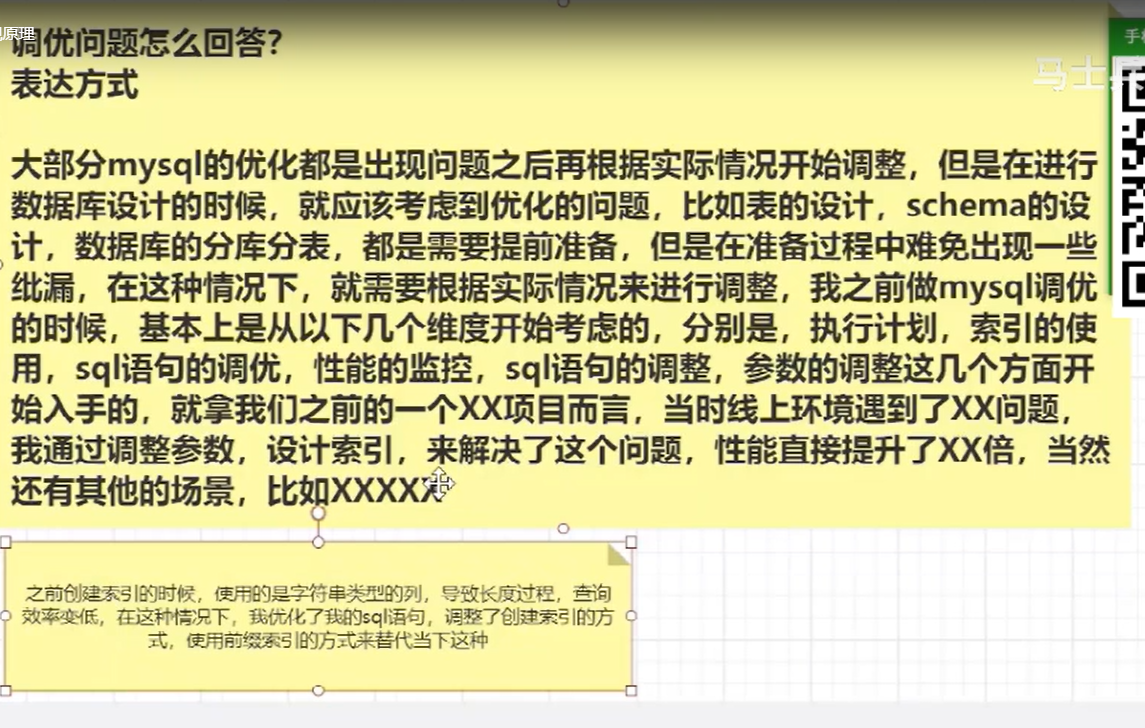 原理
调优问题怎么回答?
表达方式
马士
手
大部分mysql的优化都是出现问题之后再根据实际情况开始调整，但是在进行
数据库设计的时候，就应该考虑到优化的问题，比如表的设计，schema的设
计，数据库的分库分表，都是需要提前准备，但是在准备过程中难免出现一些
纰漏，在这种情况下，就需要根据实际情况来进行调整，我之前做mysql调优
的时候，基本上是从以下几个维度开始考虑的，分别是，执行计划，索引的使
用，sql语句的调优，性能的监控，sql语句的调整，参数的调整这几个方面开
始入手的，就拿我们之前的一个XX项目而言，当时线上环境遇到了XX问题，
我通过调整参数，设计索引，来解决了这个问题，性能直接提升了XX倍，当然
还有其他的场景，比如XXXXX
之前创建索引的时候，使用的是字符串类型的列，导致长度过程，查询
效率变低，在这种情况下，我优化了我的sql语句，调整了创建索引的方
式，使用前缀索引的方式来替代当下这种